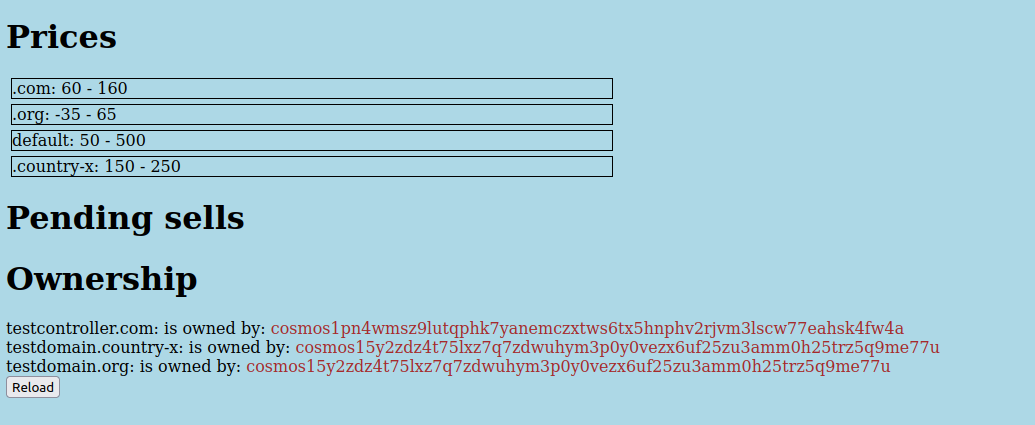 Prices
.com: 60 - 160
.org: -35 - 65
default: 50 - 500
.country-x: 150 - 250
Pending sells
Ownership
testcontroller.com: is owned by: cosmos1pn4wmsz9lutqphk7yanemczxtws6tx5hnphv2rjvm3lscw77eahsk4fw4a
testdomain.country-x: is owned by: cosmos15y2zdz4t75lxz7q7zdwuhym3p0y0vezx6uf25zu3amm0h25trz5q9me77u
testdomain.org: is owned by: cosmos15y2zdz4t75lxz7q7zdwuhym3p0y0vezx6uf25zu3amm0h25trz5q9me77u
Reload